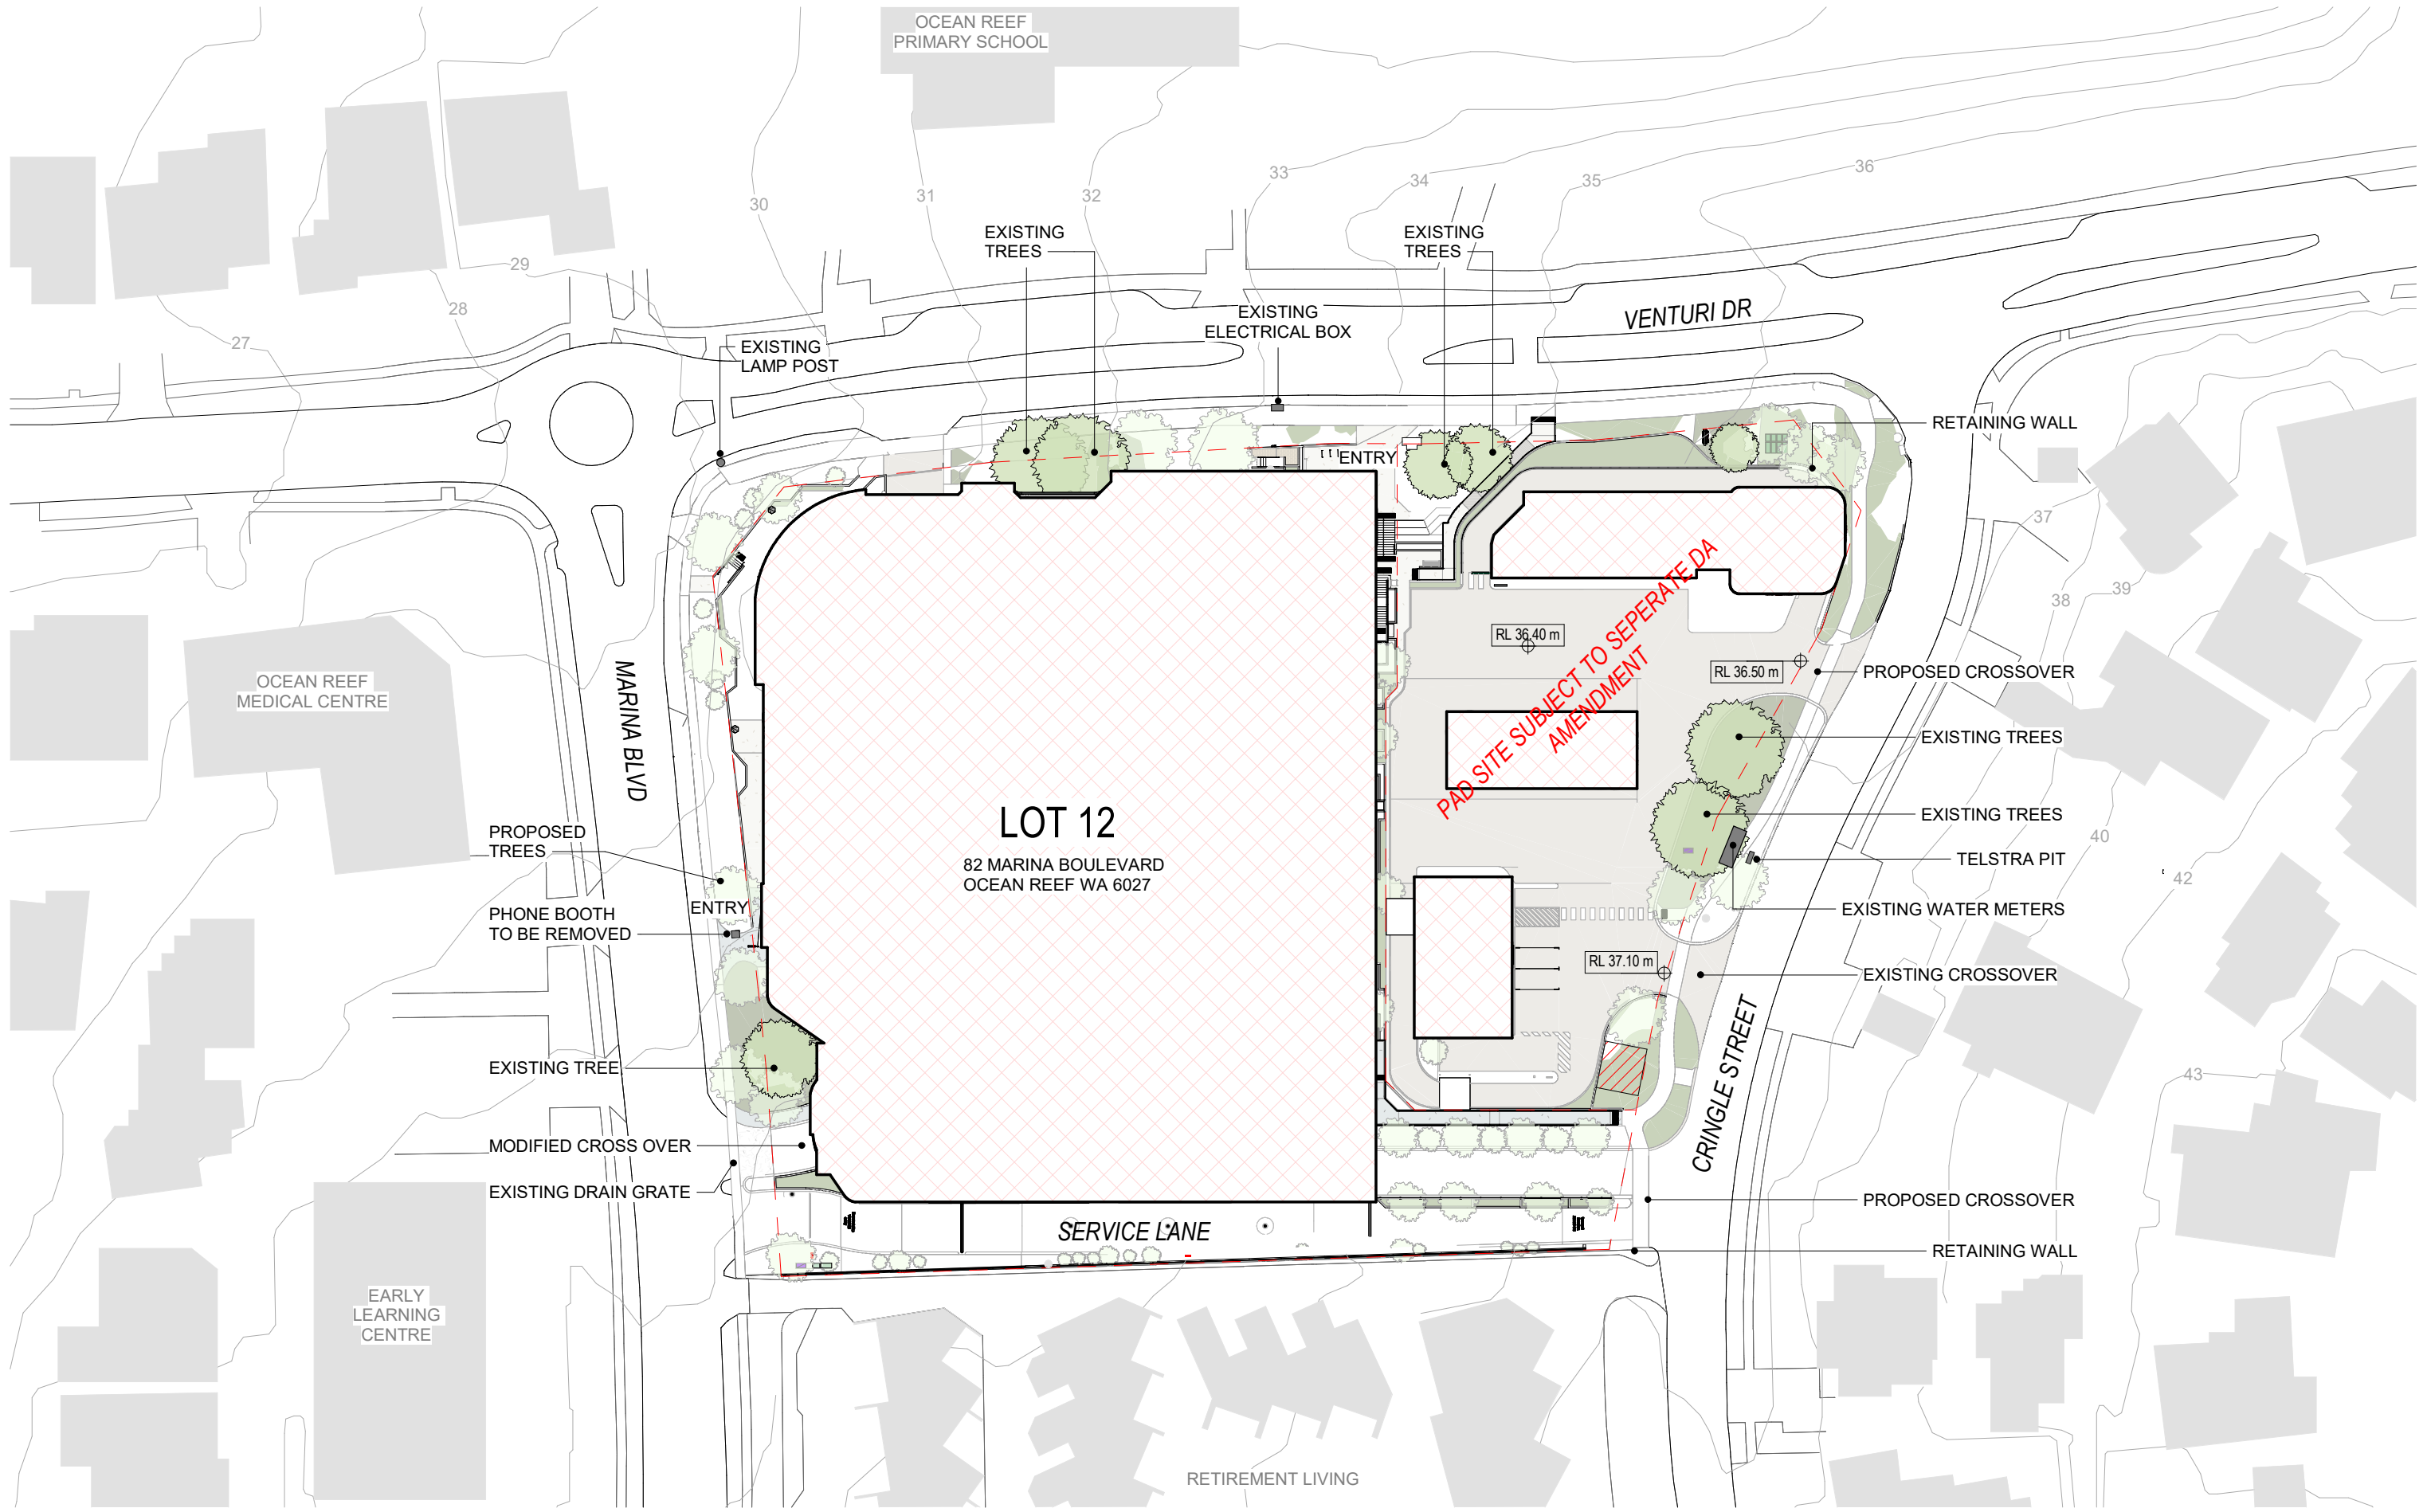 OCEAN REEF
PRIMARY SCHOOL
36
33
34
35
31
32
30
EXISTING
TREES
EXISTING
TREES
29
28
27
VENTURI DR
EXISTING
ELECTRICAL BOX
EXISTING
LAMP POST
RETAINING WALL
ENTRY
37
39
38
RL 36.40 m
RL 36.50 m
PROPOSED CROSSOVER
PAD SITE SUBJECT TO SEPERATE DA
AMENDMENT
OCEAN REEF
MEDICAL CENTRE
MARINA BLVD
EXISTING TREES
EXISTING TREES
LOT 12
82 MARINA BOULEVARD
OCEAN REEF WA 6027
PROPOSED
TREES
40
TELSTRA PIT
42
ENTRY
EXISTING WATER METERS
PHONE BOOTH
TO BE REMOVED
RL 37.10 m
EXISTING CROSSOVER
CRINGLE STREET
EXISTING TREE
43
MODIFIED CROSS OVER
EXISTING DRAIN GRATE
PROPOSED CROSSOVER
SERVICE LANE
RETAINING WALL
EARLY
LEARNING
CENTRE
RETIREMENT LIVING